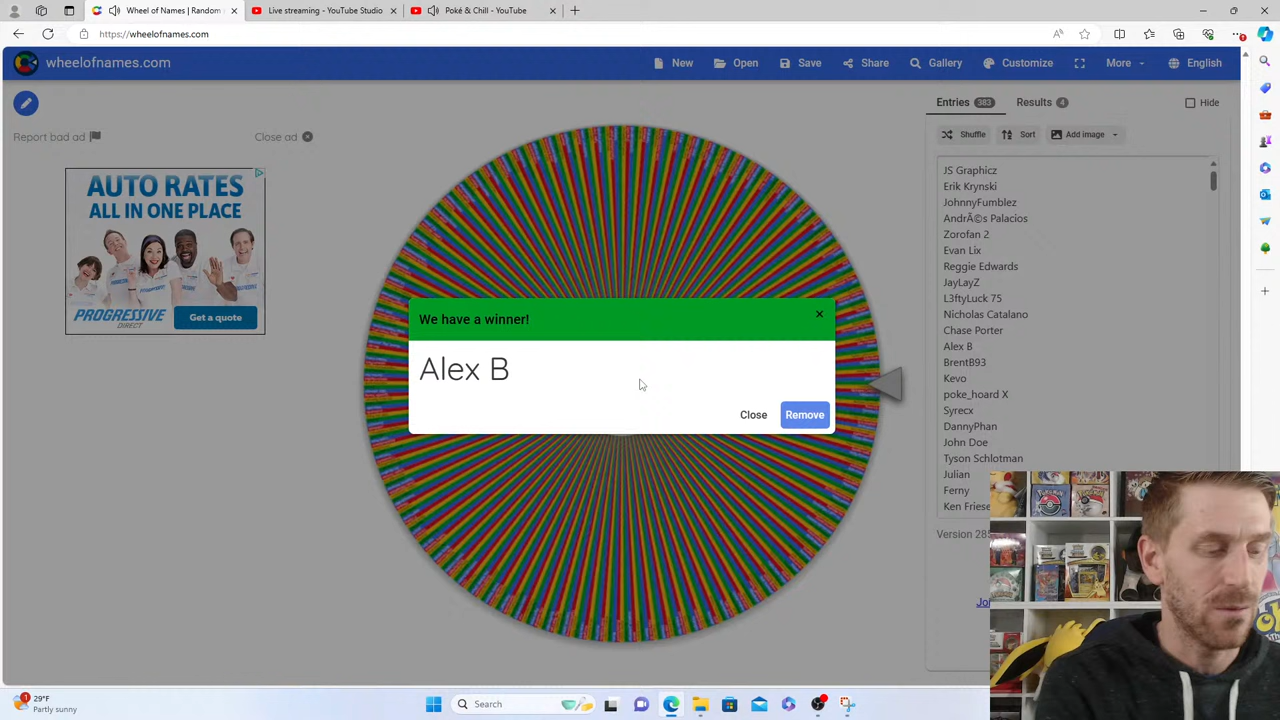 Wheel of Names | Random
Live streaming - YouTube Studio
Poké & Chill - YouTube
https://wheelofnames.com
wheelofnames.com
New
Open
Save
Share
Gallery
Customize
More
English
Report bad ad
Close ad
AUTO RATES
ALL IN ONE PLACE
PROGRESSIVE
DIRECT
Get a quote
We have a winner!
Alex B
Close
Remove
Entries 383
Results 4
Hide
Shuffle
Sort
Add image
JS Graphicz
Erik Krynski
JohnnyFumblez
AndrÃ©s Palacios
Zorofan 2
Evan Lix
Reggie Edwards
JayLayZ
L3ftyLuck 75
Nicholas Catalano
Chase Porter
Alex B
BrentB93
Kevo
poke_hoard X
Syrecx
DannyPhan
John Doe
Tyson Schlotman
Julian
Ferny
Ken Friese
Version 285
1
29°F
Partly sunny
Search